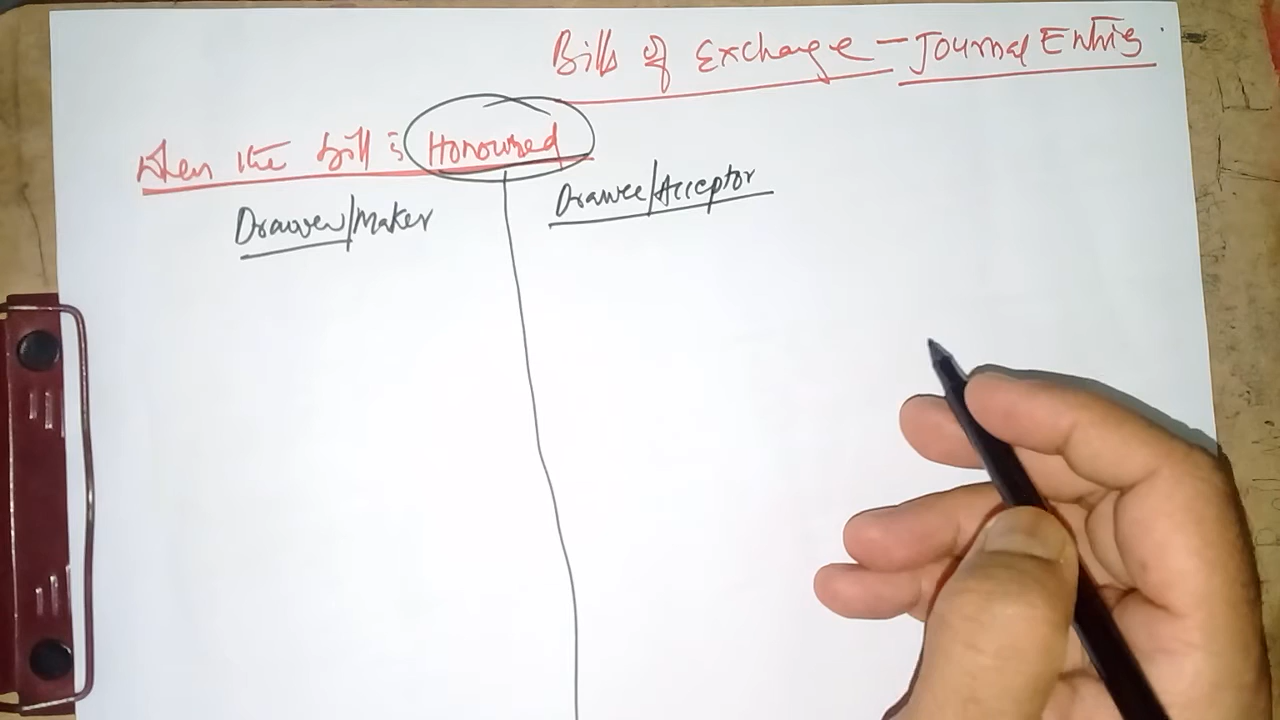 Bills of Exchange - Journal Entries
When the bill is Honoured
Drawer/Maker
Drawee/Acceptor